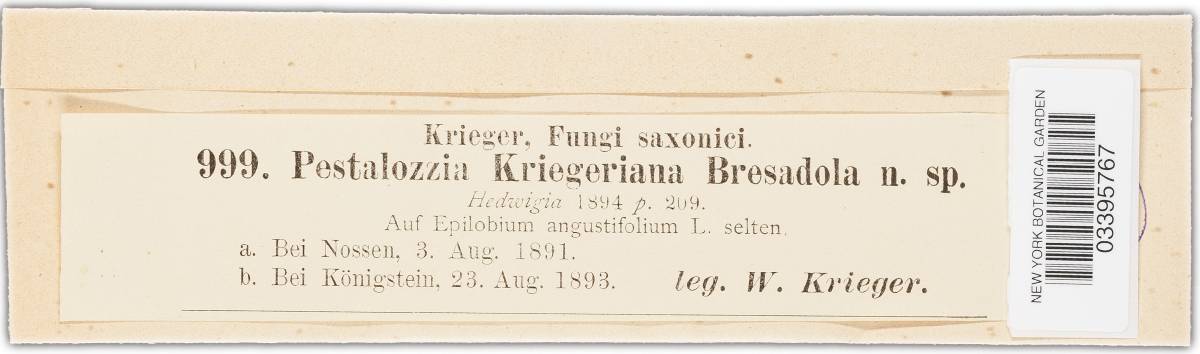 Krieger, Fungi saxonici.
999. Pestalozzia Kriegeriana Bresadola n. sp.
Hedwigia 1894 p. 209.
Auf Epilobium angustifolium L. selten.
a. Bei Nossen, 3. Aug. 1891.
b. Bei Königstein, 23. Aug. 1893. leg. W. Krieger.
NEW YORK BOTANICAL GARDEN
03395767